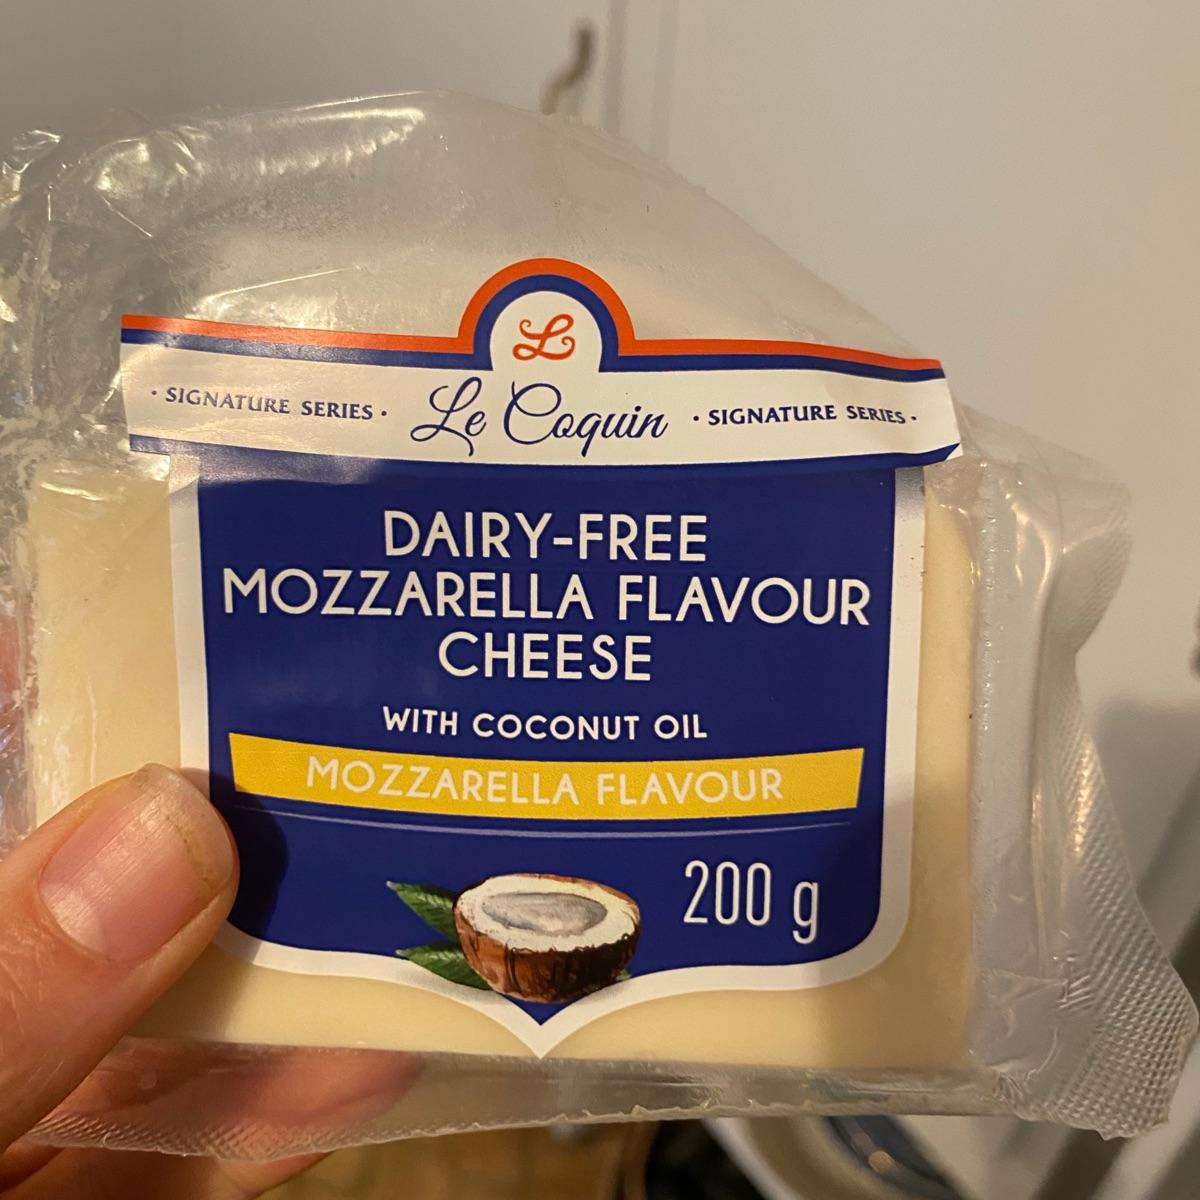 L
· SIGNATURE SERIES · Le Coquin · SIGNATURE SERIES ·
DAIRY-FREE
MOZZARELLA FLAVOUR
CHEESE
WITH COCONUT OIL
MOZZARELLA FLAVOUR
200 g